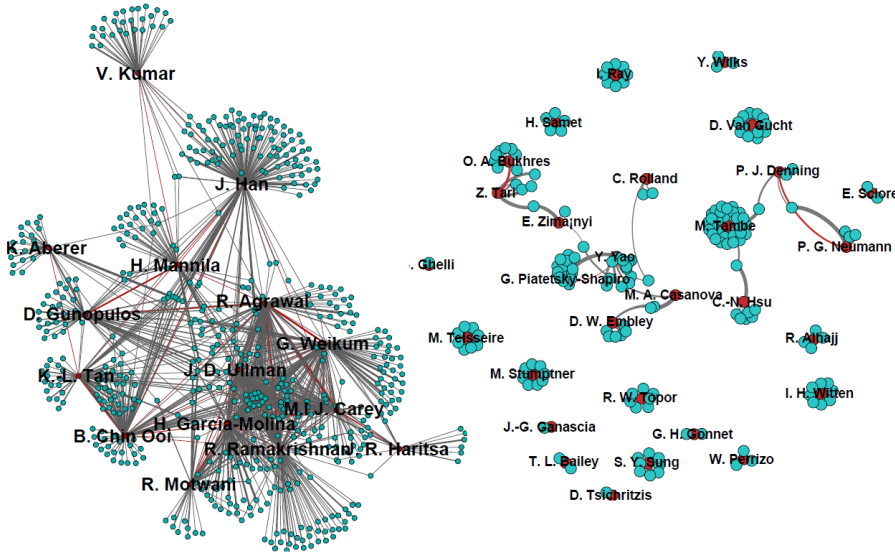 V. Kumar
J. Han
K. Aberer
H. Mannila
D. Gunopulos
R. Agrawal
G. Weikum
K.-L. Tan
J. D. Ullman
M. J. Carey
H. Garcia-Molina
B. Chin Ooi
R. Ramakrishnan
J. R. Haritsa
R. Motwani
I. Ray
Y. Wilks
H. Samet
D. Van Gucht
O. A. Bukhres
C. Rolland
P. J. Denning
Z. Tari
E. Sciore
E. Zimányi
M. Tambe
P. G. Neumann
Ghelli
Y. Yao
G. Piatetsky-Shapiro
M. A. Casanova
C.-N. Hsu
D. W. Embley
M. Teisseire
R. Alhajj
M. Stumptner
R. W. Topor
I. H. Witten
J.-G. Ganascia
G. H. Gonnet
T. L. Bailey
S. Y. Sung
W. Perrizo
D. Tsichritzis